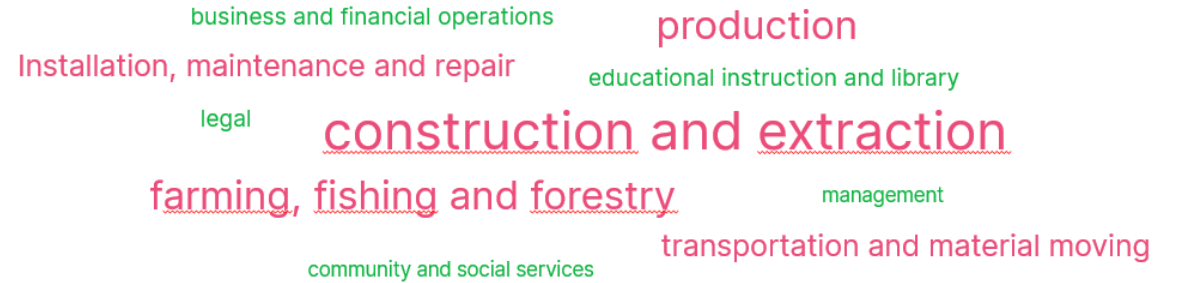 business and financial operations
production
Installation, maintenance and repair
educational instruction and library
legal
construction and extraction
farming, fishing and forestry
management
transportation and material moving
community and social services